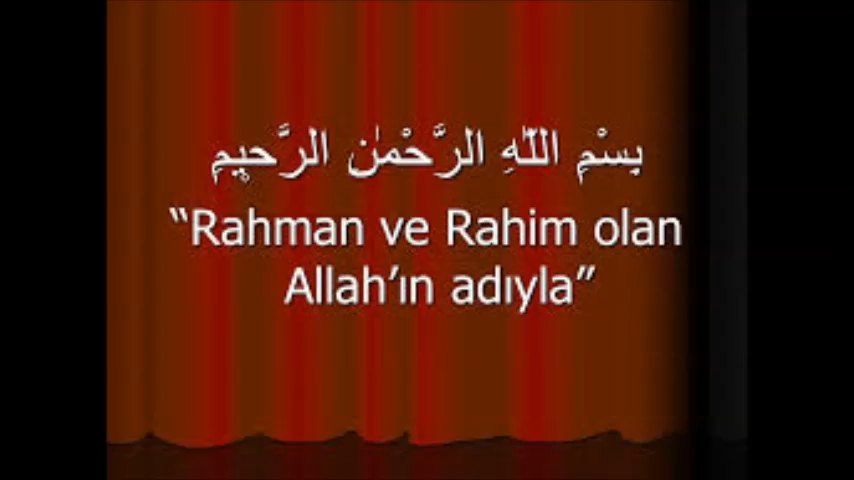 بِسْمِ اللّٰهِ الرَّحْمٰنِ الرَّح۪يمِ
“Rahman ve Rahim olan
Allah’ın adıyla”